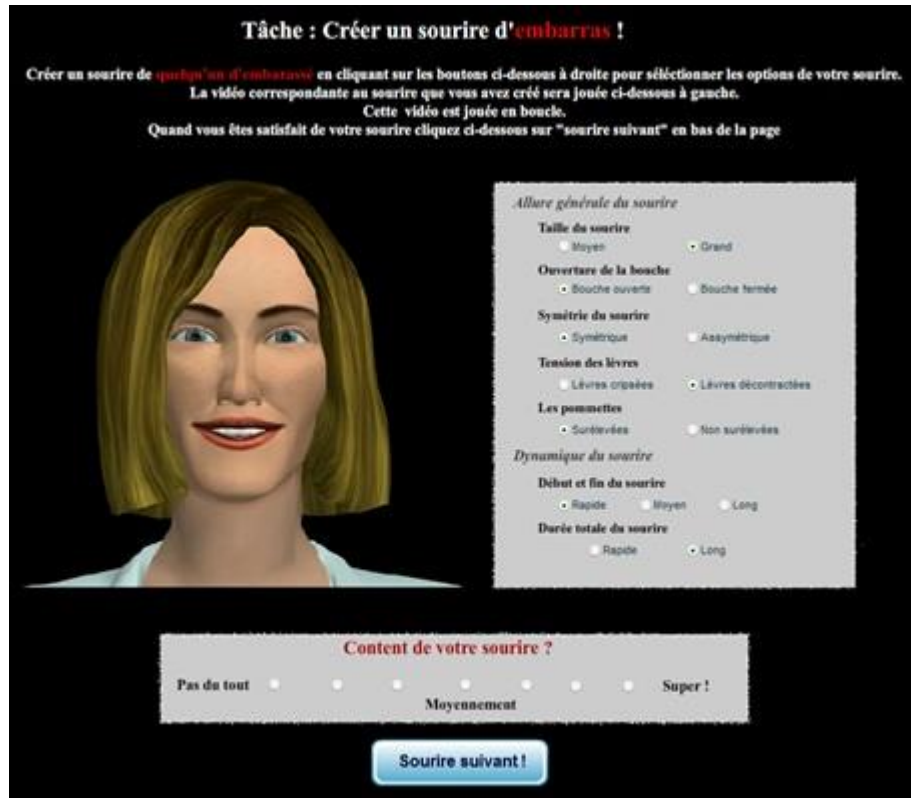 Tâche : Créer un sourire d'embarras !
Créer un sourire de quelqu'un d'embarassé en cliquant sur les boutons ci-dessous à droite pour séléctionner les options de votre sourire.
La vidéo correspondante au sourire que vous avez créé sera jouée ci-dessous à gauche.
Cette vidéo est jouée en boucle.
Quand vous êtes satisfait de votre sourire cliquez ci-dessous sur "sourire suivant" en bas de la page
Allure générale du sourire
Taille du sourire
Moyen Grand
Ouverture de la bouche
Bouche ouverte Bouche fermée
Symétrie du sourire
Symétrique Assymétrique
Tension des lèvres
Lèvres cripsées Lèvres décontractées
Les pommettes
Surélevées Non surélevées
Dynamique du sourire
Début et fin du sourire
Rapide Moyen Long
Durée totale du sourire
Rapide Long
Content de votre sourire ?
Pas du tout Super !
Moyennement
Sourire suivant !